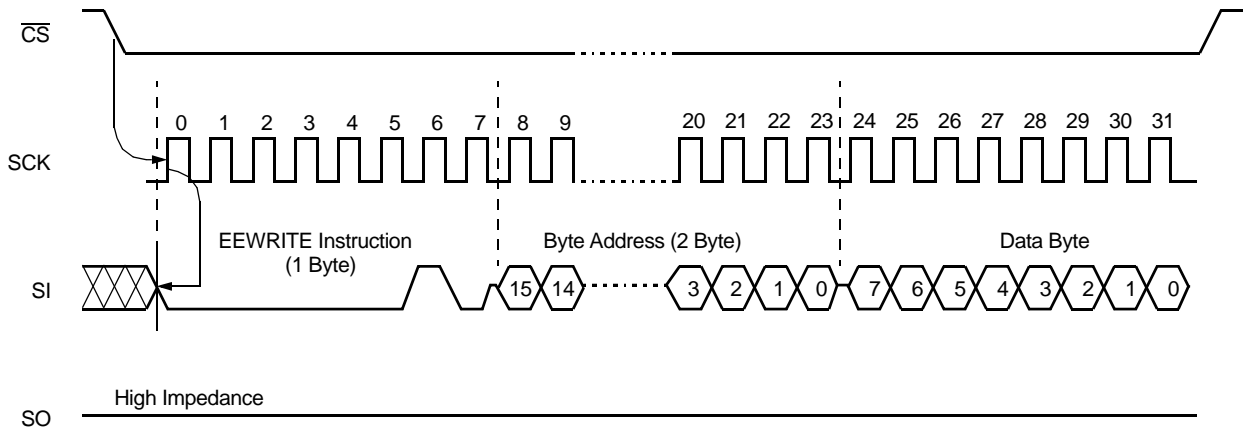 CS
0 1 2 3 4 5 6 7 8 9 20 21 22 23 24 25 26 27 28 29 30 31
SCK
EEWRITE Instruction
(1 Byte)
Byte Address (2 Byte)
Data Byte
SI
15 14 3 2 1 0 7 6 5 4 3 2 1 0
High Impedance
SO